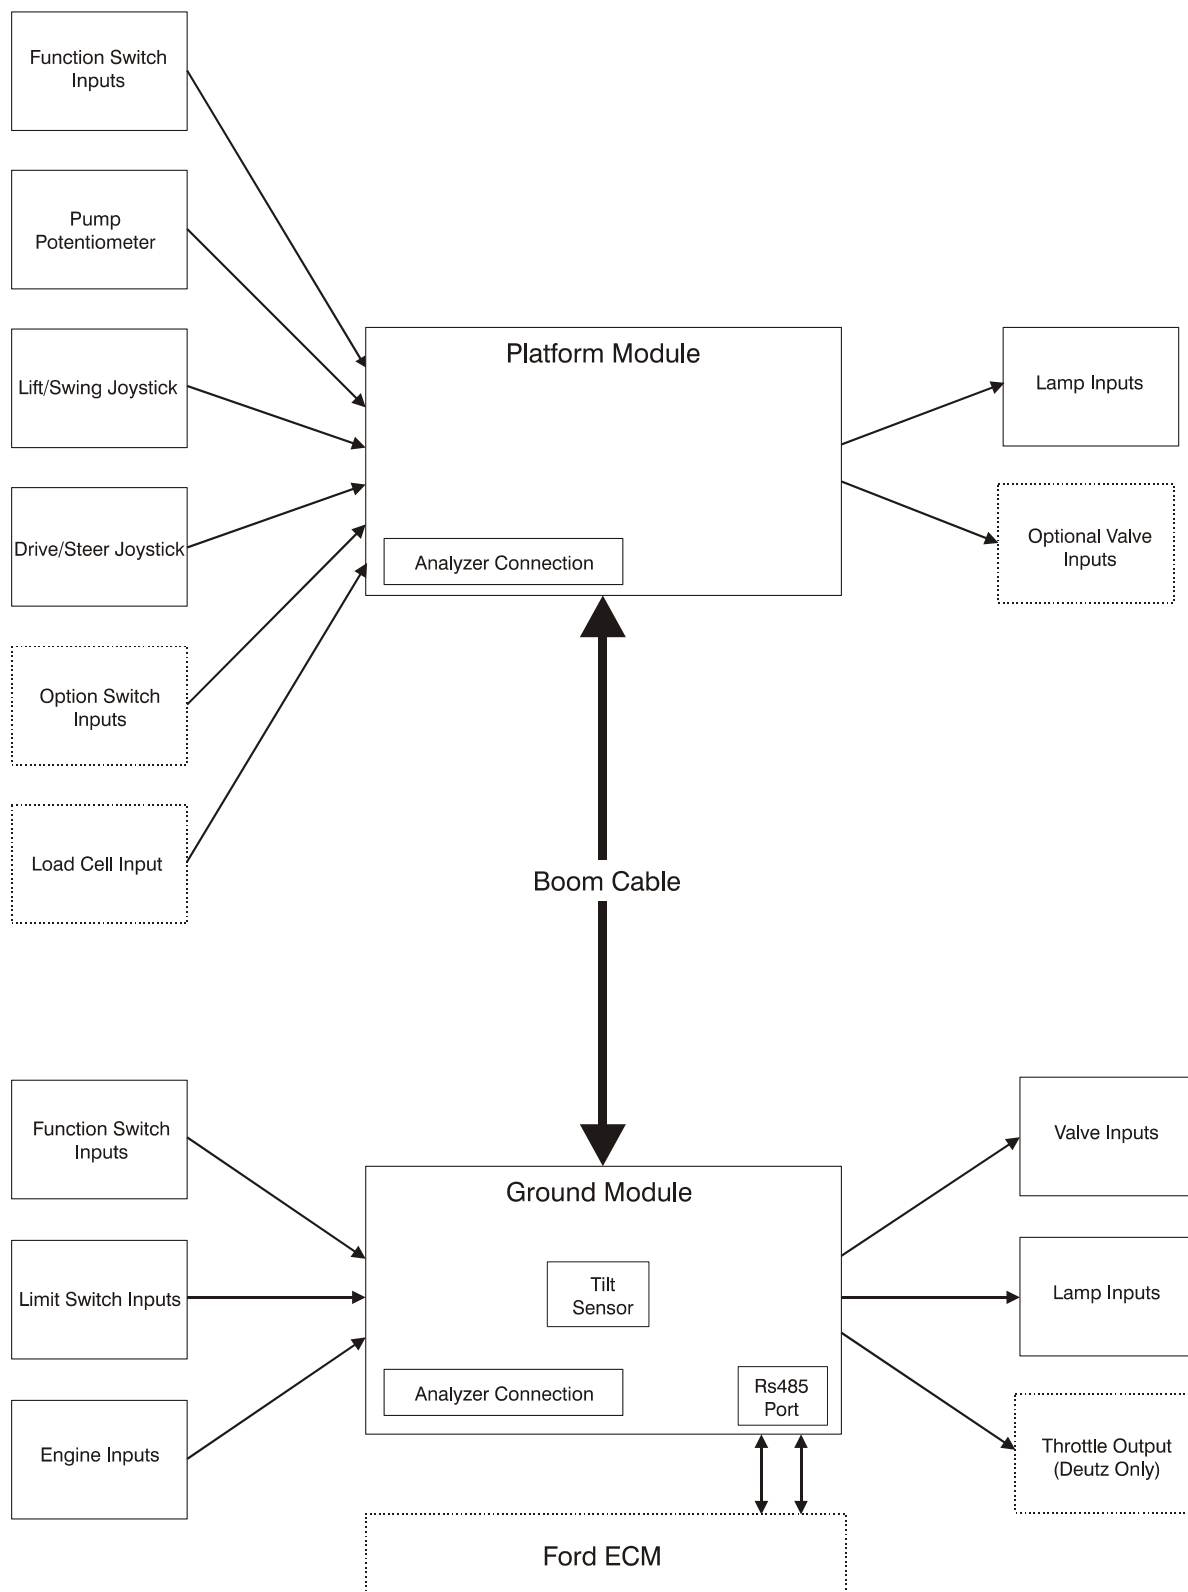 Function Switch
Inputs
Pump
Potentiometer
Lift/Swing Joystick
Drive/Steer Joystick
Option Switch
Inputs
Load Cell Input
Platform Module
Analyzer Connection
Lamp Inputs
Optional Valve
Inputs
Boom Cable
Function Switch
Inputs
Limit Switch Inputs
Engine Inputs
Ground Module
Tilt
Sensor
Analyzer Connection
Rs485
Port
Valve Inputs
Lamp Inputs
Throttle Output
(Deutz Only)
Ford ECM